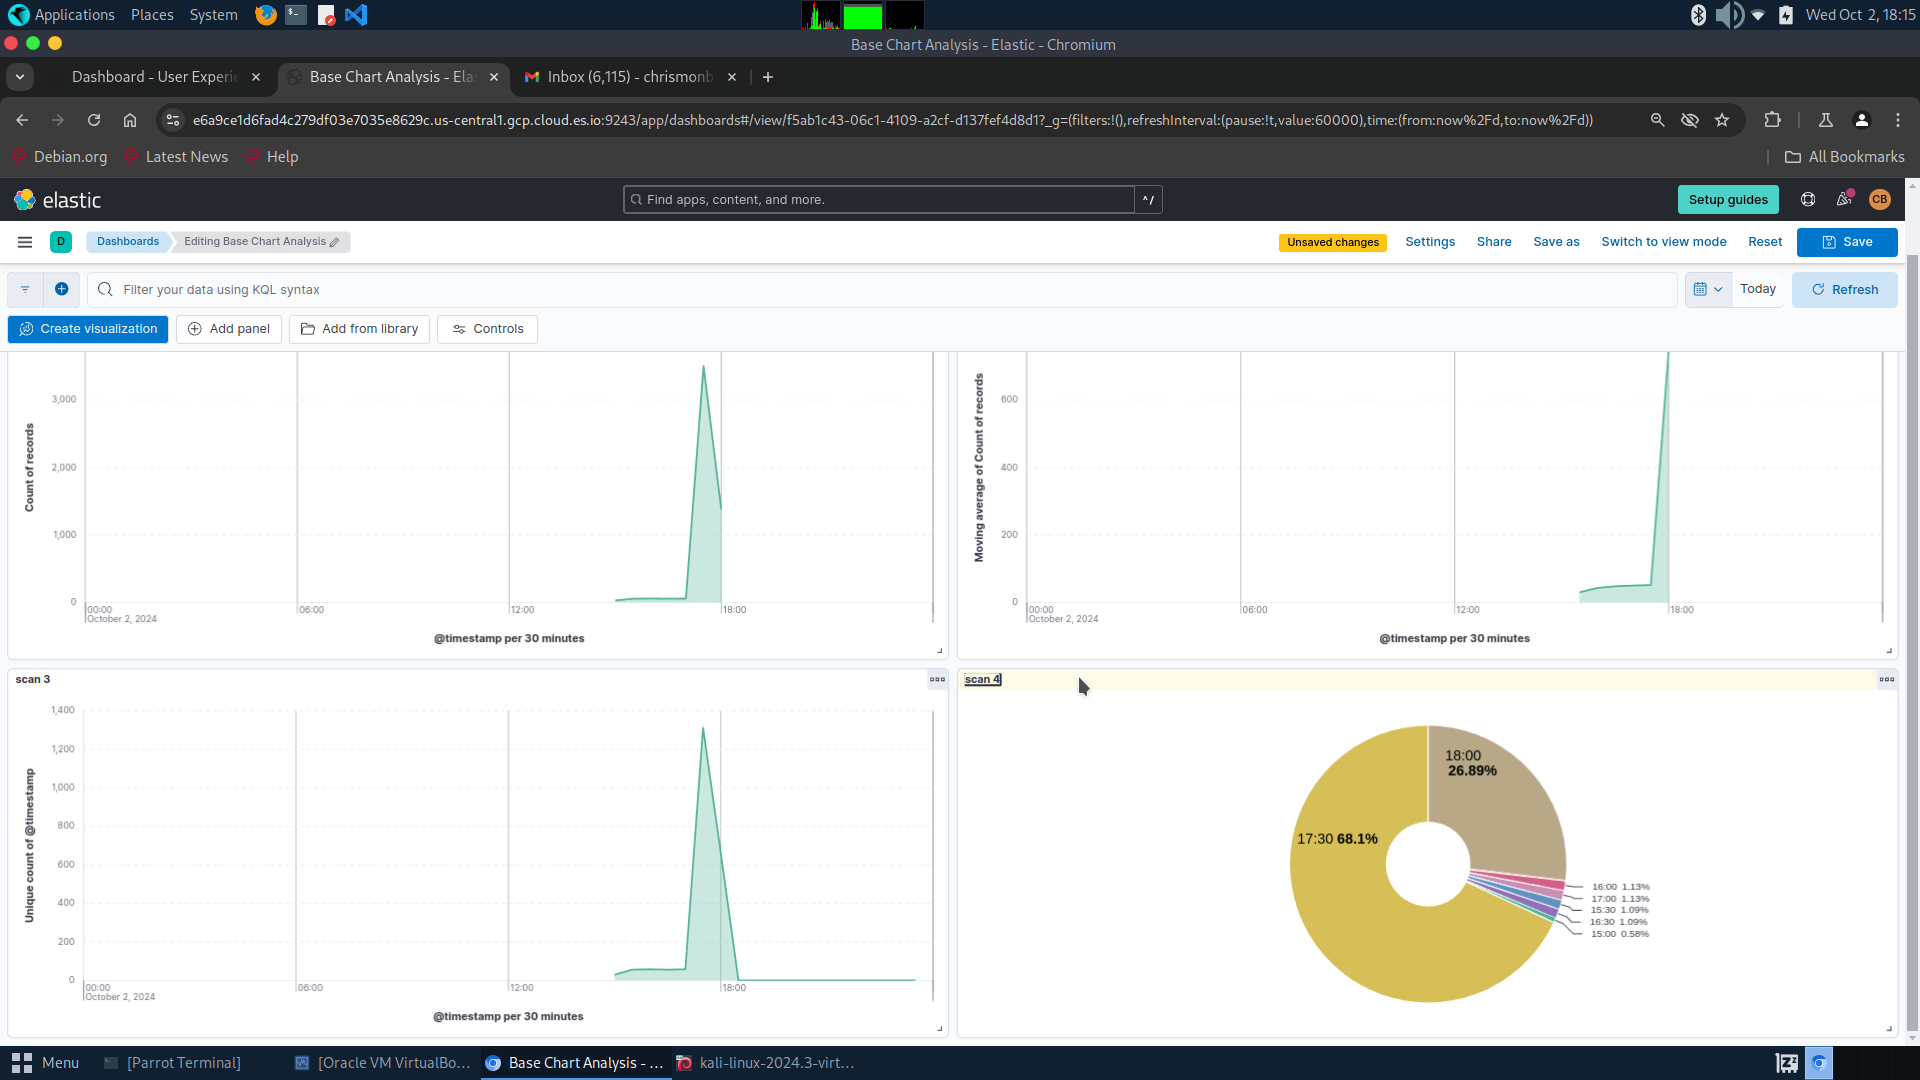 Applications Places System Wed Oct 2, 18:15
Base Chart Analysis - Elastic - Chromium
Dashboard - User Experie Base Chart Analysis - Ela Inbox (6,115) - chrismonb
e6a9ce1d6fad4c279df03e7035e8629c.us-central1.gcp.cloud.es.io:9243/app/dashboards#/view/f5ab1c43-06c1-4109-a2cf-d137fef4d8d1?_g=(filters:!(),refreshInterval:(pause:!t,value:60000),time:(from:now%2Fd,to:now%2Fd))
Debian.org Latest News Help All Bookmarks
elastic Find apps, content, and more. ^/ Setup guides CB
D Dashboards Editing Base Chart Analysis Unsaved changes Settings Share Save as Switch to view mode Reset Save
Filter your data using KQL syntax Today Refresh
Create visualization Add panel Add from library Controls
Count of records
3,000
2,000
1,000
0
00:00 06:00 12:00 18:00
October 2, 2024
@timestamp per 30 minutes
Moving average of Count of records
600
400
200
0
00:00 06:00 12:00 18:00
October 2, 2024
@timestamp per 30 minutes
scan 3
Unique count of @timestamp
1,400
1,200
1,000
800
600
400
200
0
00:00 06:00 12:00 18:00
October 2, 2024
@timestamp per 30 minutes
scan 4
18:00
26.89%
17:30 68.1%
16:00 1.13%
17:00 1.13%
15:30 1.09%
16:30 1.09%
15:00 0.58%
Menu [Parrot Terminal] [Oracle VM VirtualBo... Base Chart Analysis - ... kali-linux-2024.3-virt...